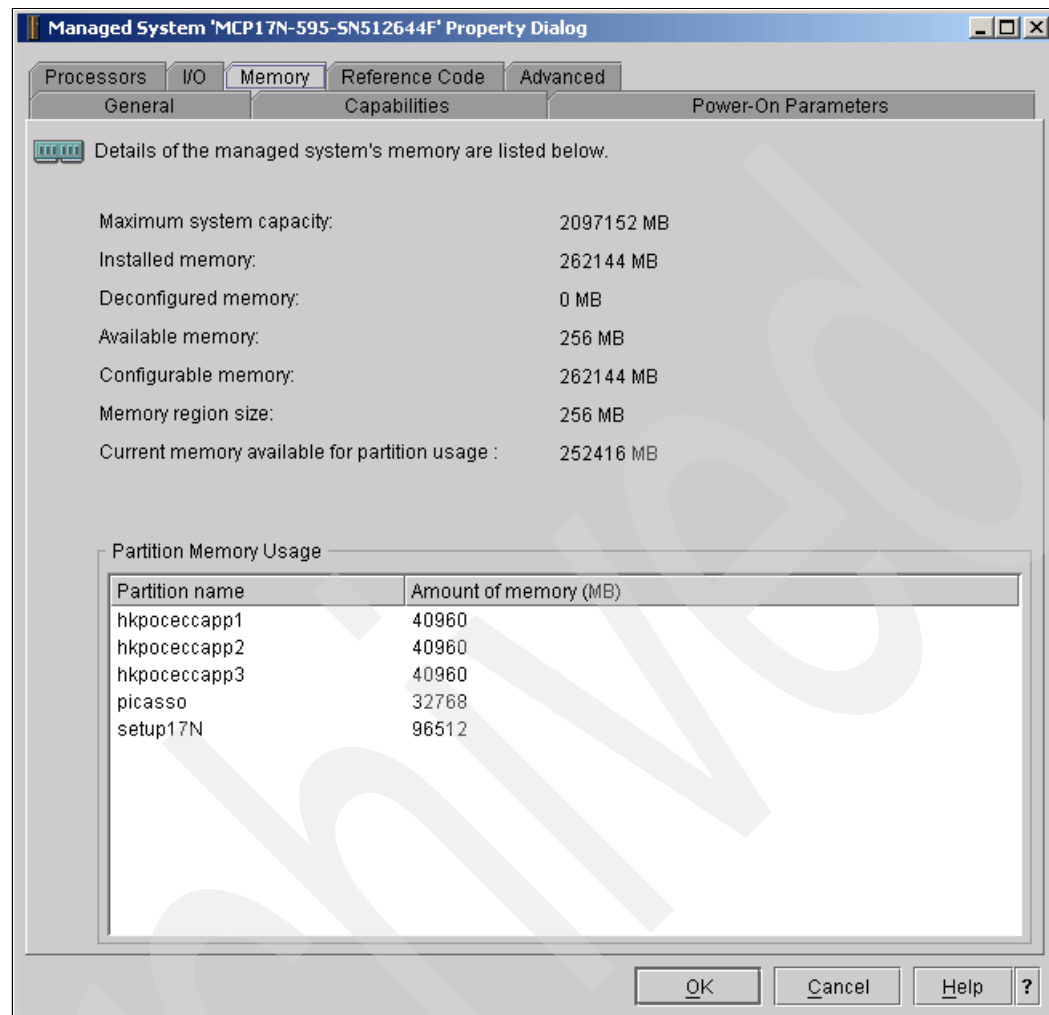 Managed System 'MCP17N-595-SN512644F' Property Dialog
Processors I/O Memory Reference Code Advanced
General Capabilities Power-On Parameters
Details of the managed system's memory are listed below.
Maximum system capacity: 2097152 MB
Installed memory: 262144 MB
Deconfigured memory: 0 MB
Available memory: 256 MB
Configurable memory: 262144 MB
Memory region size: 256 MB
Current memory available for partition usage : 252416 MB
Partition Memory Usage
Partition name Amount of memory (MB)
hkpoceccapp1 40960
hkpoceccapp2 40960
hkpoceccapp3 40960
picasso 32768
setup17N 96512
OK Cancel Help ?